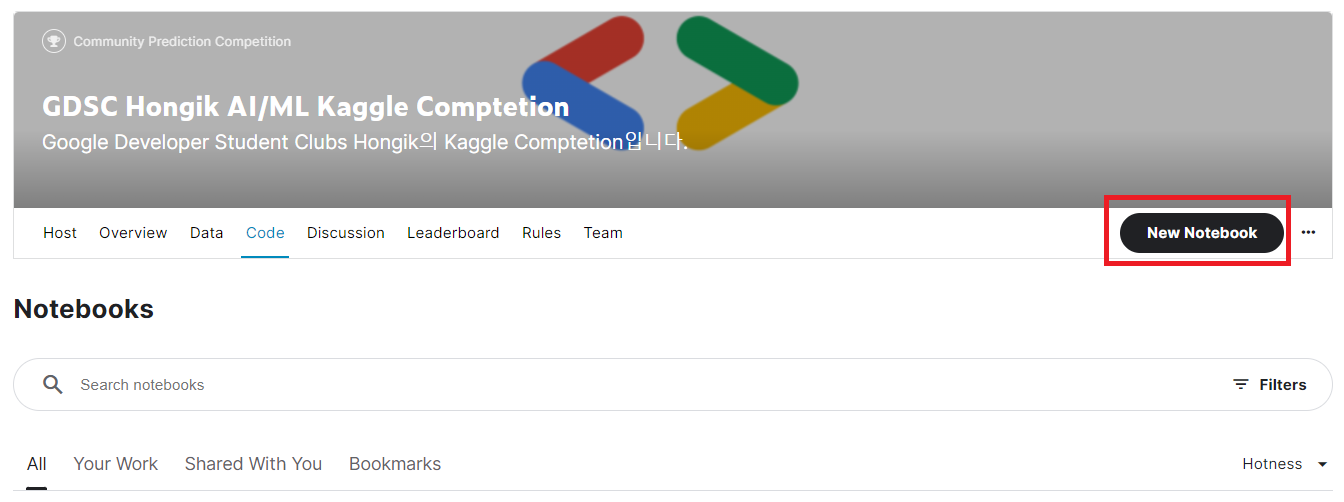 Community Prediction Competition
GDSC Hongik AI/ML Kaggle Comptetion
Google Developer Student Clubs Hongik의 Kaggle Comptetion입니다.
Host Overview Data Code Discussion Leaderboard Rules Team New Notebook ...
Notebooks
Search notebooks Filters
All Your Work Shared With You Bookmarks Hotness